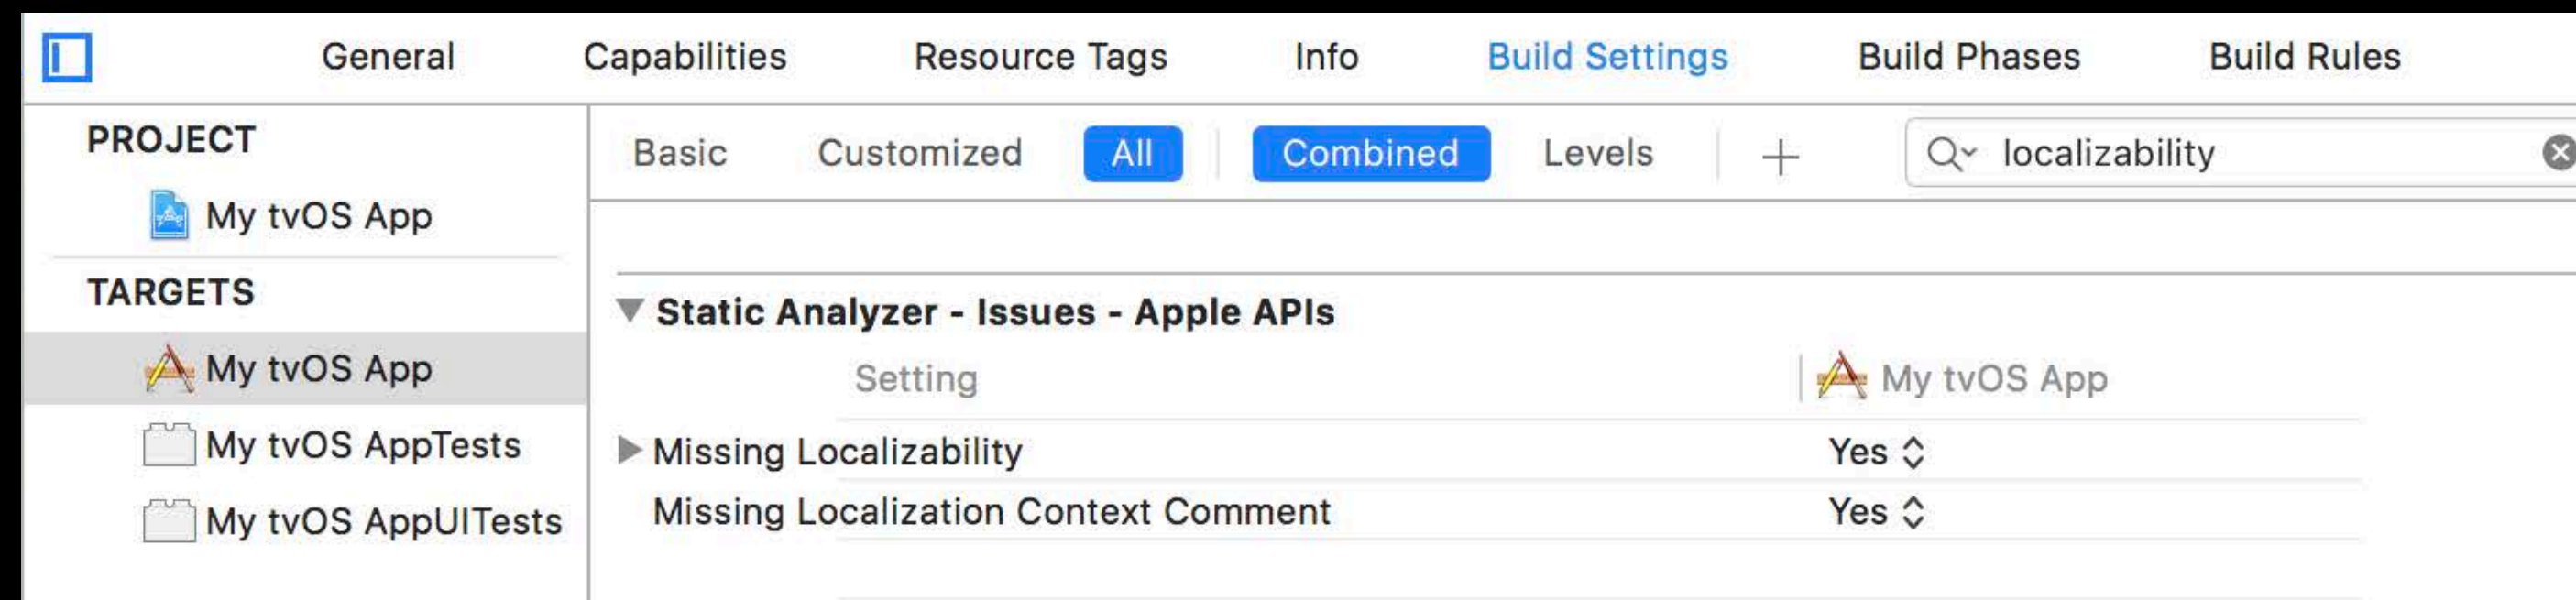 General Capabilities Resource Tags Info Build Settings Build Phases Build Rules
PROJECT
My tvOS App
TARGETS
My tvOS App
My tvOS AppTests
My tvOS AppUITests
Basic Customized All Combined Levels + localizability
Static Analyzer - Issues - Apple APIs
Setting My tvOS App
Missing Localizability Yes
Missing Localization Context Comment Yes